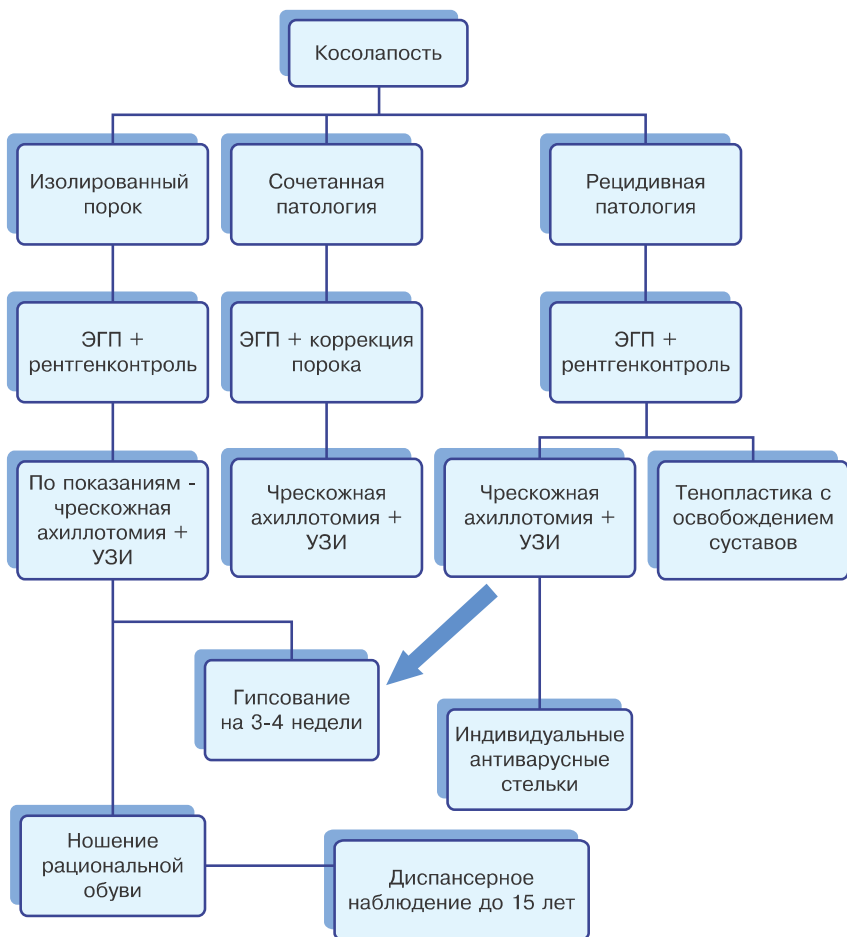 Косолапость
Изолированный
порок
Сочетанная
патология
Рецидивная
патология
ЭГП +
рентгенконтроль
ЭГП + коррекция
порока
ЭГП +
рентгенконтроль
По показаниям -
чрескожная
ахиллотомия +
УЗИ
Чрескожная
ахиллотомия +
УЗИ
Чрескожная
ахиллотомия +
УЗИ
Тенопластика с
освобождением
суставов
Гипсование
на 3-4 недели
Индивидуальные
антиварусные
стельки
Ношение
рациональной
обуви
Диспансерное
наблюдение до 15 лет